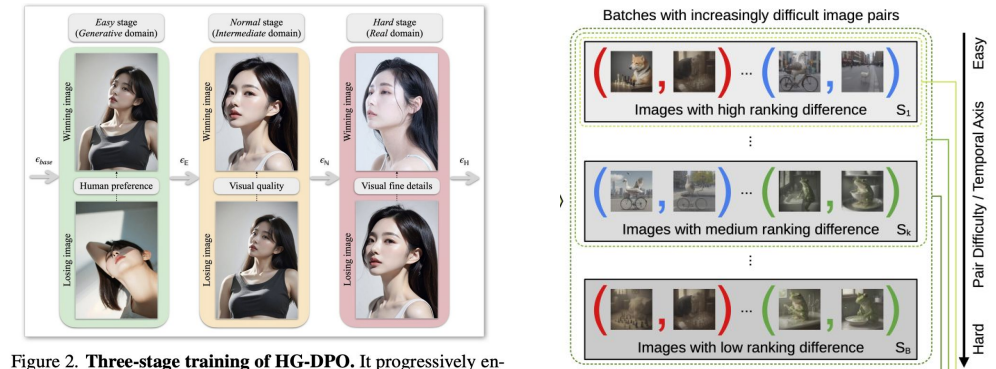 Easy stage
(Generative domain)
Normal stage
(Intermediate domain)
Hard stage
(Real domain)
Winning image
Winning image
Winning image
ϵbase
ϵE
ϵN
ϵH
Human preference
Visual quality
Visual fine details
Losing image
Losing image
Losing image
Figure 2. Three-stage training of HG-DPO. It progressively en-
Batches with increasingly difficult image pairs
( , ) ... ( , )
Images with high ranking difference S1
⋮
( , ) ... ( , )
Images with medium ranking difference Sk
⋮
( , ) ... ( , )
Images with low ranking difference SB
Easy
Pair Difficulty / Temporal Axis
Hard